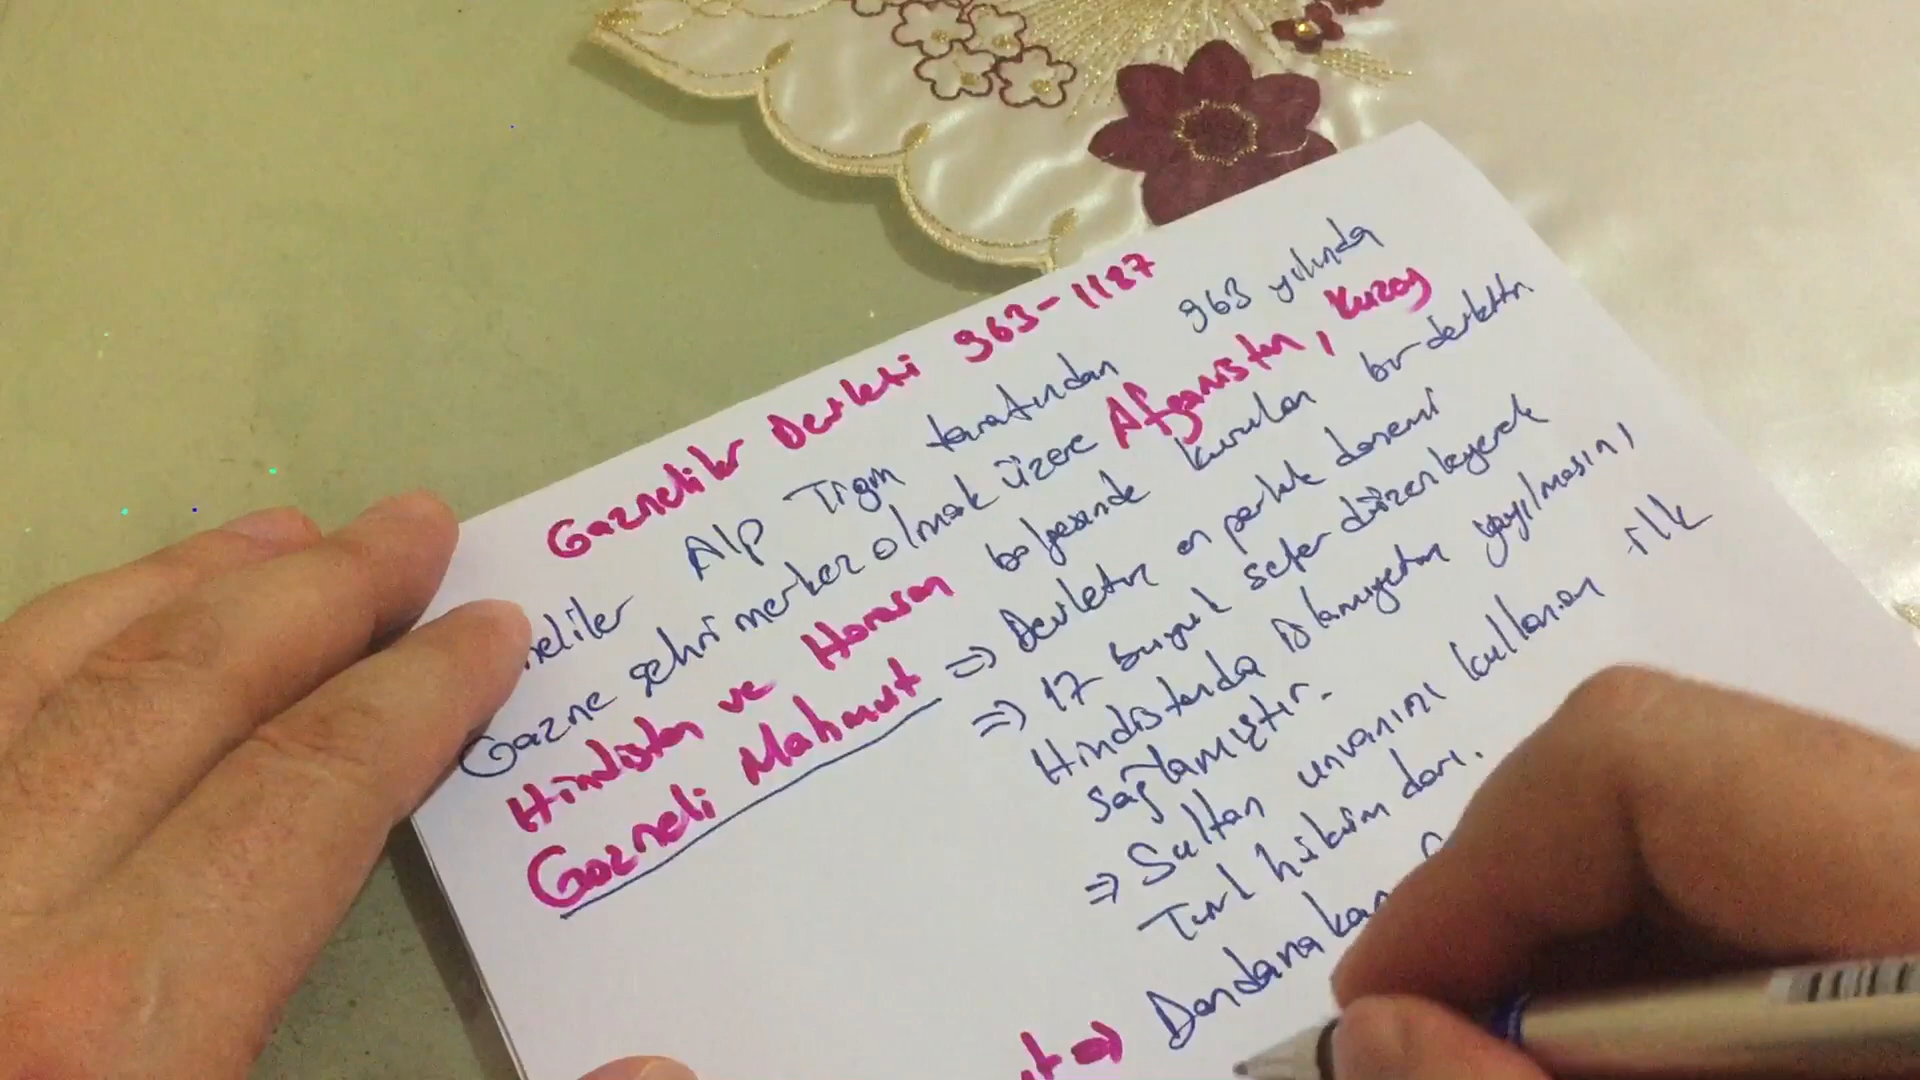 Gazneliler Devleti 963-1187
neliler Alp Tigin tarafından 963 yılında
Gazne şehri merkez olmak üzere Afganistan, Kuzey
Hindistan ve Horasan bölgesinde kurulan bir devlettir.
Gazneli Mahmut => Devletin en parlak dönemi
=> 17 büyük sefer düzenleyerek
Hindistanda İslamiyetin yayılmasını
sağlamıştır.
=> Sultan unvanını kullanan ilk
Türk hükümdarı.
=> Dandanakan